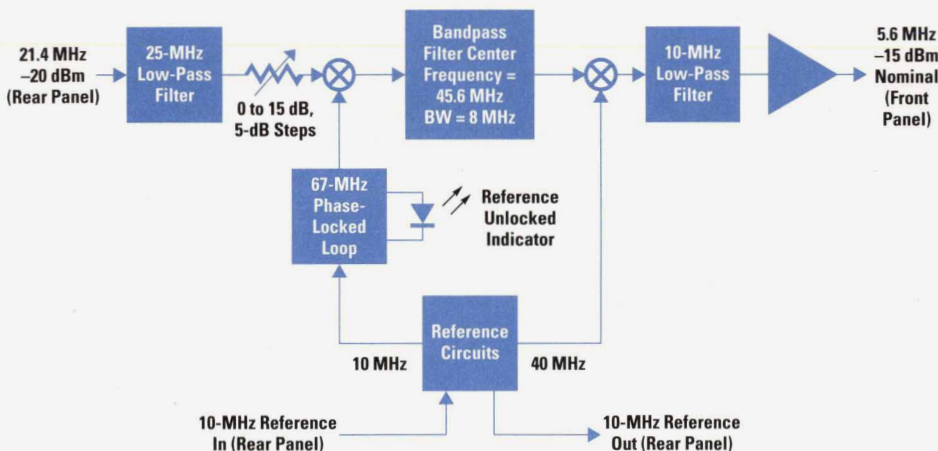 21.4 MHz
–20 dBm
(Rear Panel)
25-MHz
Low-Pass
Filter
0 to 15 dB,
5-dB Steps
Bandpass
Filter Center
Frequency =
45.6 MHz
BW = 8 MHz
10-MHz
Low-Pass
Filter
5.6 MHz
–15 dBm
Nominal
(Front
Panel)
67-MHz
Phase-
Locked
Loop
Reference
Unlocked
Indicator
10 MHz
Reference
Circuits
40 MHz
10-MHz Reference
In (Rear Panel)
10-MHz Reference
Out (Rear Panel)